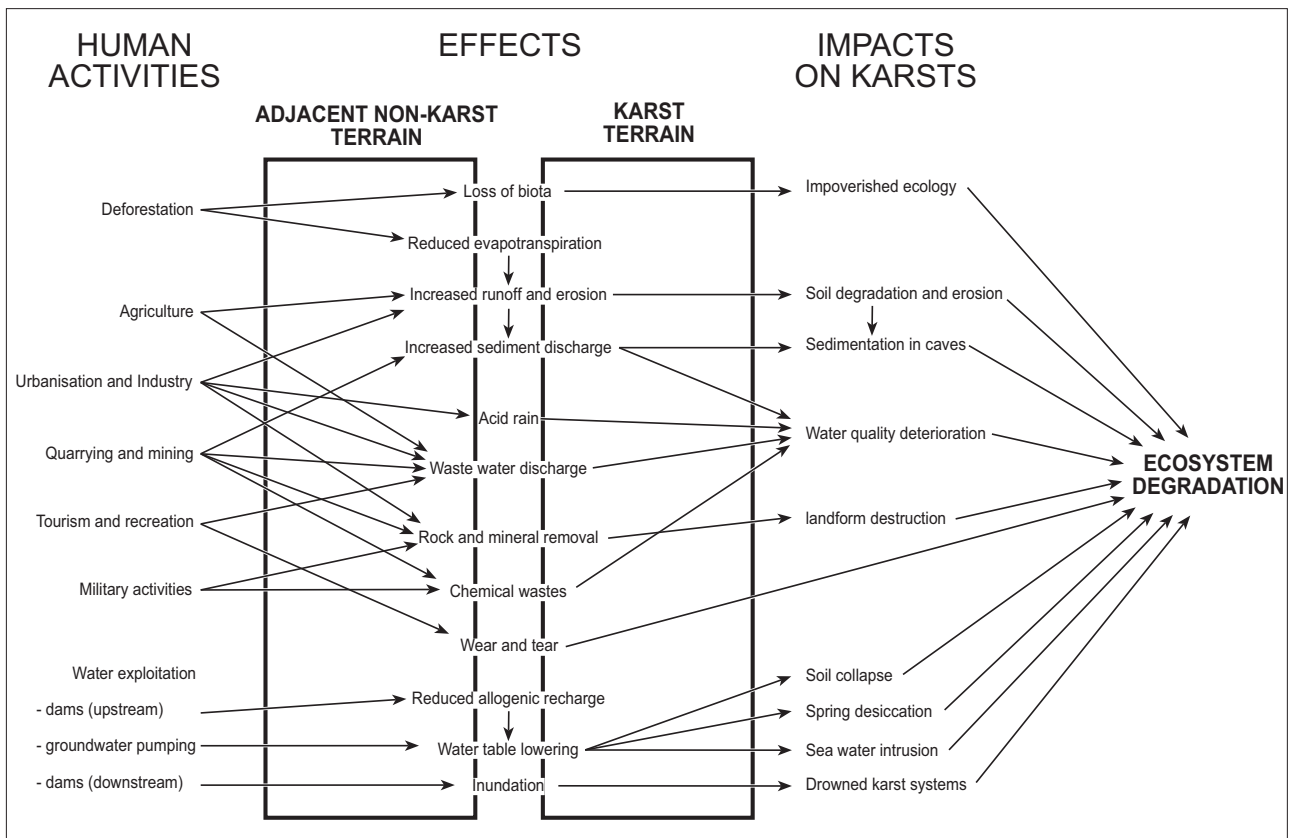 HUMAN
ACTIVITIES
EFFECTS
IMPACTS
ON KARSTS
ADJACENT NON-KARST
TERRAIN
KARST
TERRAIN
Deforestation
Agriculture
Urbanisation and Industry
Quarrying and mining
Tourism and recreation
Military activities
Water exploitation
- dams (upstream)
- groundwater pumping
- dams (downstream)
Loss of biota
Reduced evapotranspiration
Increased runoff and erosion
Increased sediment discharge
Acid rain
Waste water discharge
Rock and mineral removal
Chemical wastes
Wear and tear
Reduced allogenic recharge
Water table lowering
Inundation
Impoverished ecology
Soil degradation and erosion
Sedimentation in caves
Water quality deterioration
landform destruction
Soil collapse
Spring desiccation
Sea water intrusion
Drowned karst systems
ECOSYSTEM
DEGRADATION